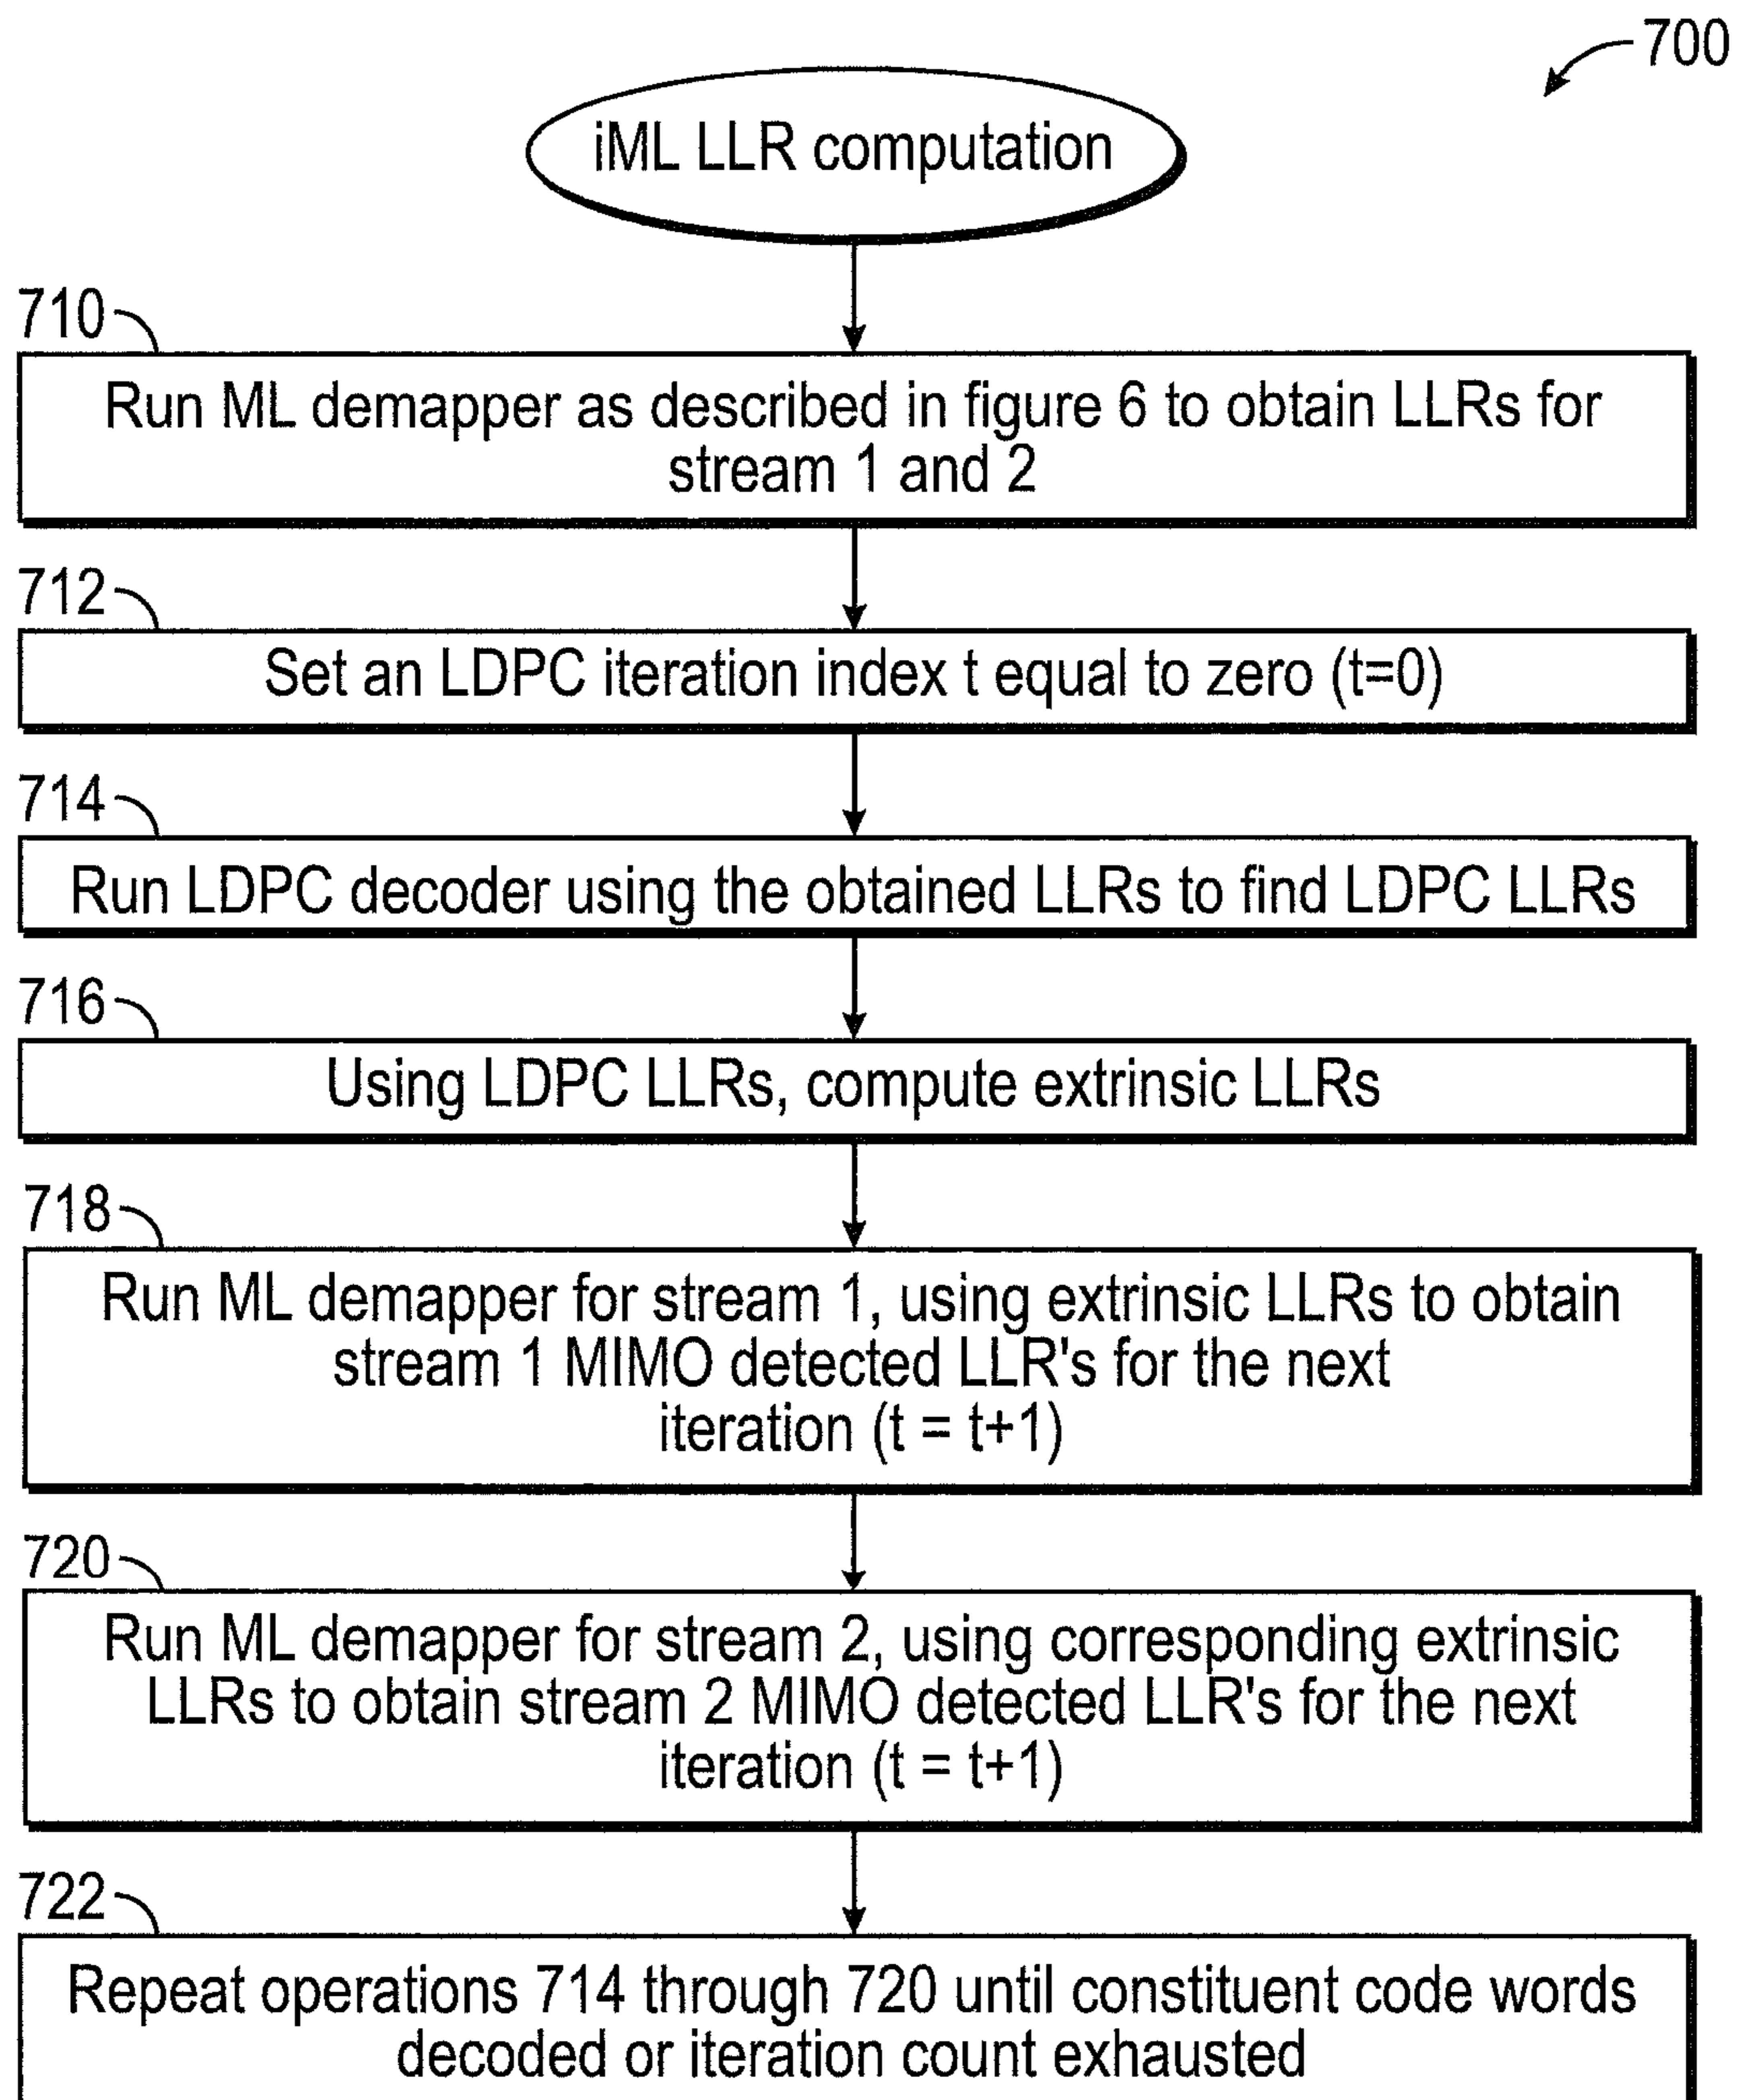 700
iML LLR computation
710
Run ML demapper as described in figure 6 to obtain LLRs for
stream 1 and 2
712
Set an LDPC iteration index t equal to zero (t=0)
714
Run LDPC decoder using the obtained LLRs to find LDPC LLRs
716
Using LDPC LLRs, compute extrinsic LLRs
718
Run ML demapper for stream 1, using extrinsic LLRs to obtain
stream 1 MIMO detected LLR's for the next
iteration (t = t+1)
720
Run ML demapper for stream 2, using corresponding extrinsic
LLRs to obtain stream 2 MIMO detected LLR's for the next
iteration (t = t+1)
722
Repeat operations 714 through 720 until constituent code words
decoded or iteration count exhausted